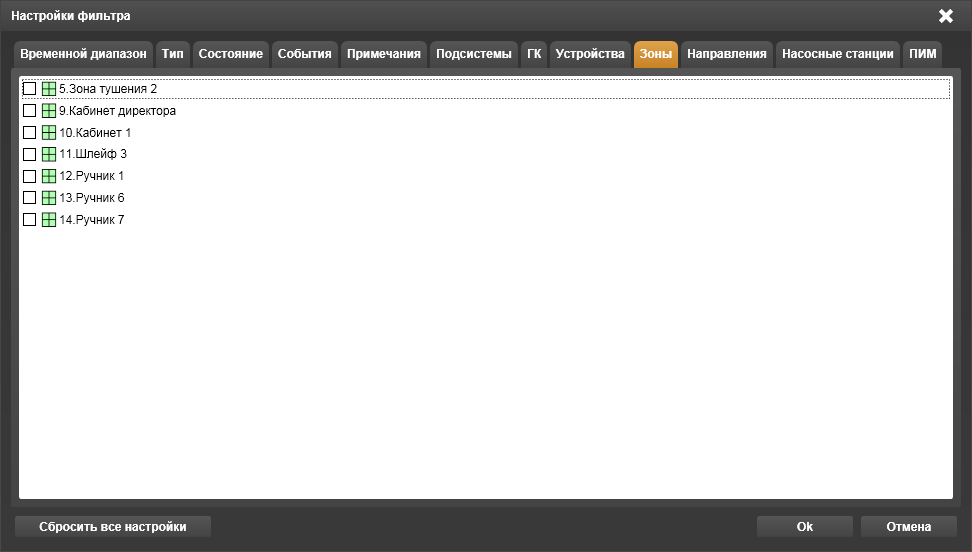 Настройки фильтра
Временной диапазон Тип Состояние События Примечания Подсистемы ГК Устройства Зоны Направления Насосные станции ПИМ
5.Зона тушения 2
9.Кабинет директора
10.Кабинет 1
11.Шлейф 3
12.Ручник 1
13.Ручник 6
14.Ручник 7
Сбросить все настройки Ok Отмена